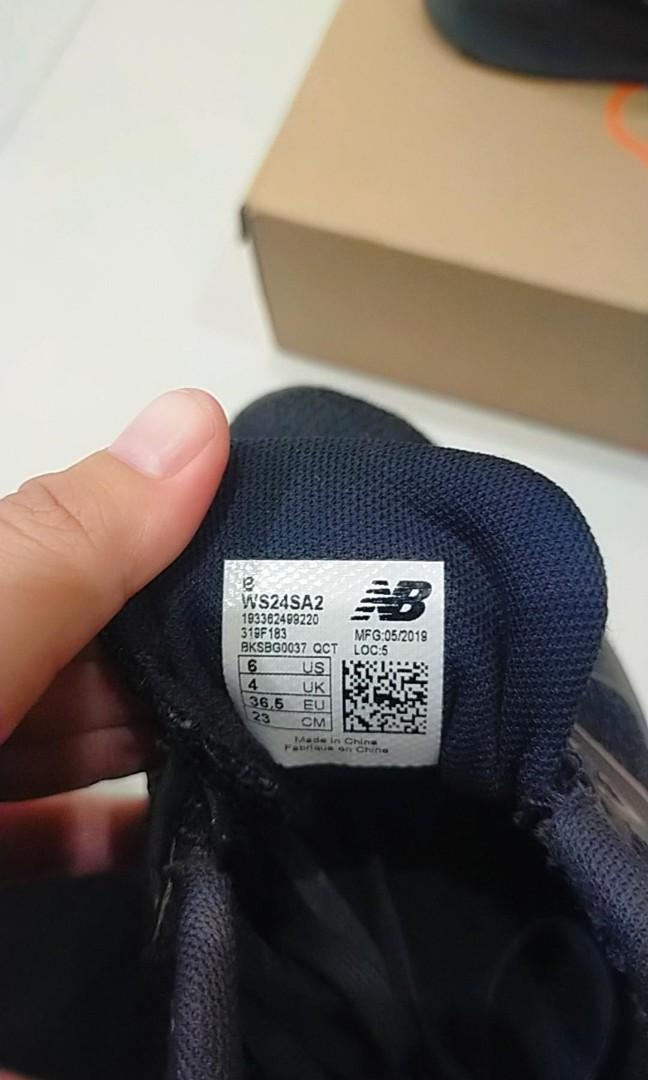 B
WS24SA2
NB
193362499220
319F183
MFG:05/2019
BKSBG0037 QCT
LOC:5
6 US
4 UK
36.5 EU
23 CM
Made in China
Fabriqué en Chine